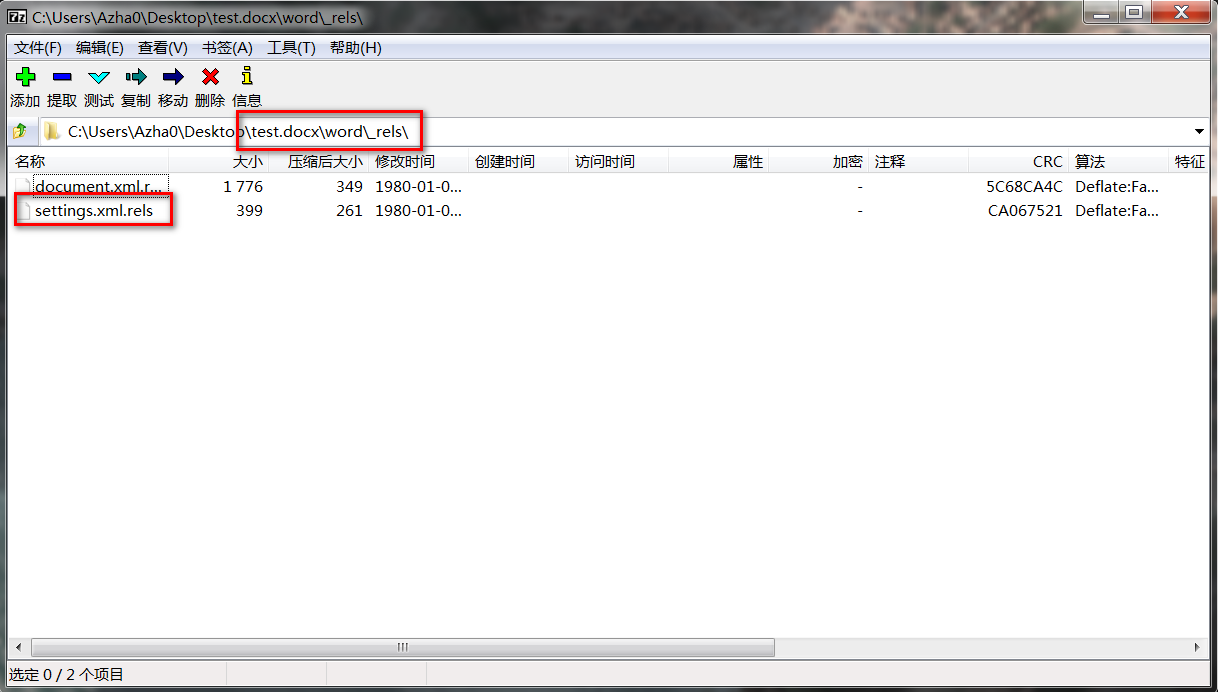 C:\Users\Azha0\Desktop\test.docx\word\_rels\
文件(F) 编辑(E) 查看(V) 书签(A) 工具(T) 帮助(H)
添加 提取 测试 复制 移动 删除 信息
C:\Users\Azha0\Desktop\test.docx\word\_rels\
名称 大小 压缩后大小 修改时间 创建时间 访问时间 属性 加密 注释 CRC 算法 特征
document.xml.r... 1 776 349 1980-01-0... - 5C68CA4C Deflate:Fa...
settings.xml.rels 399 261 1980-01-0... - CA067521 Deflate:Fa...
选定 0 / 2 个项目